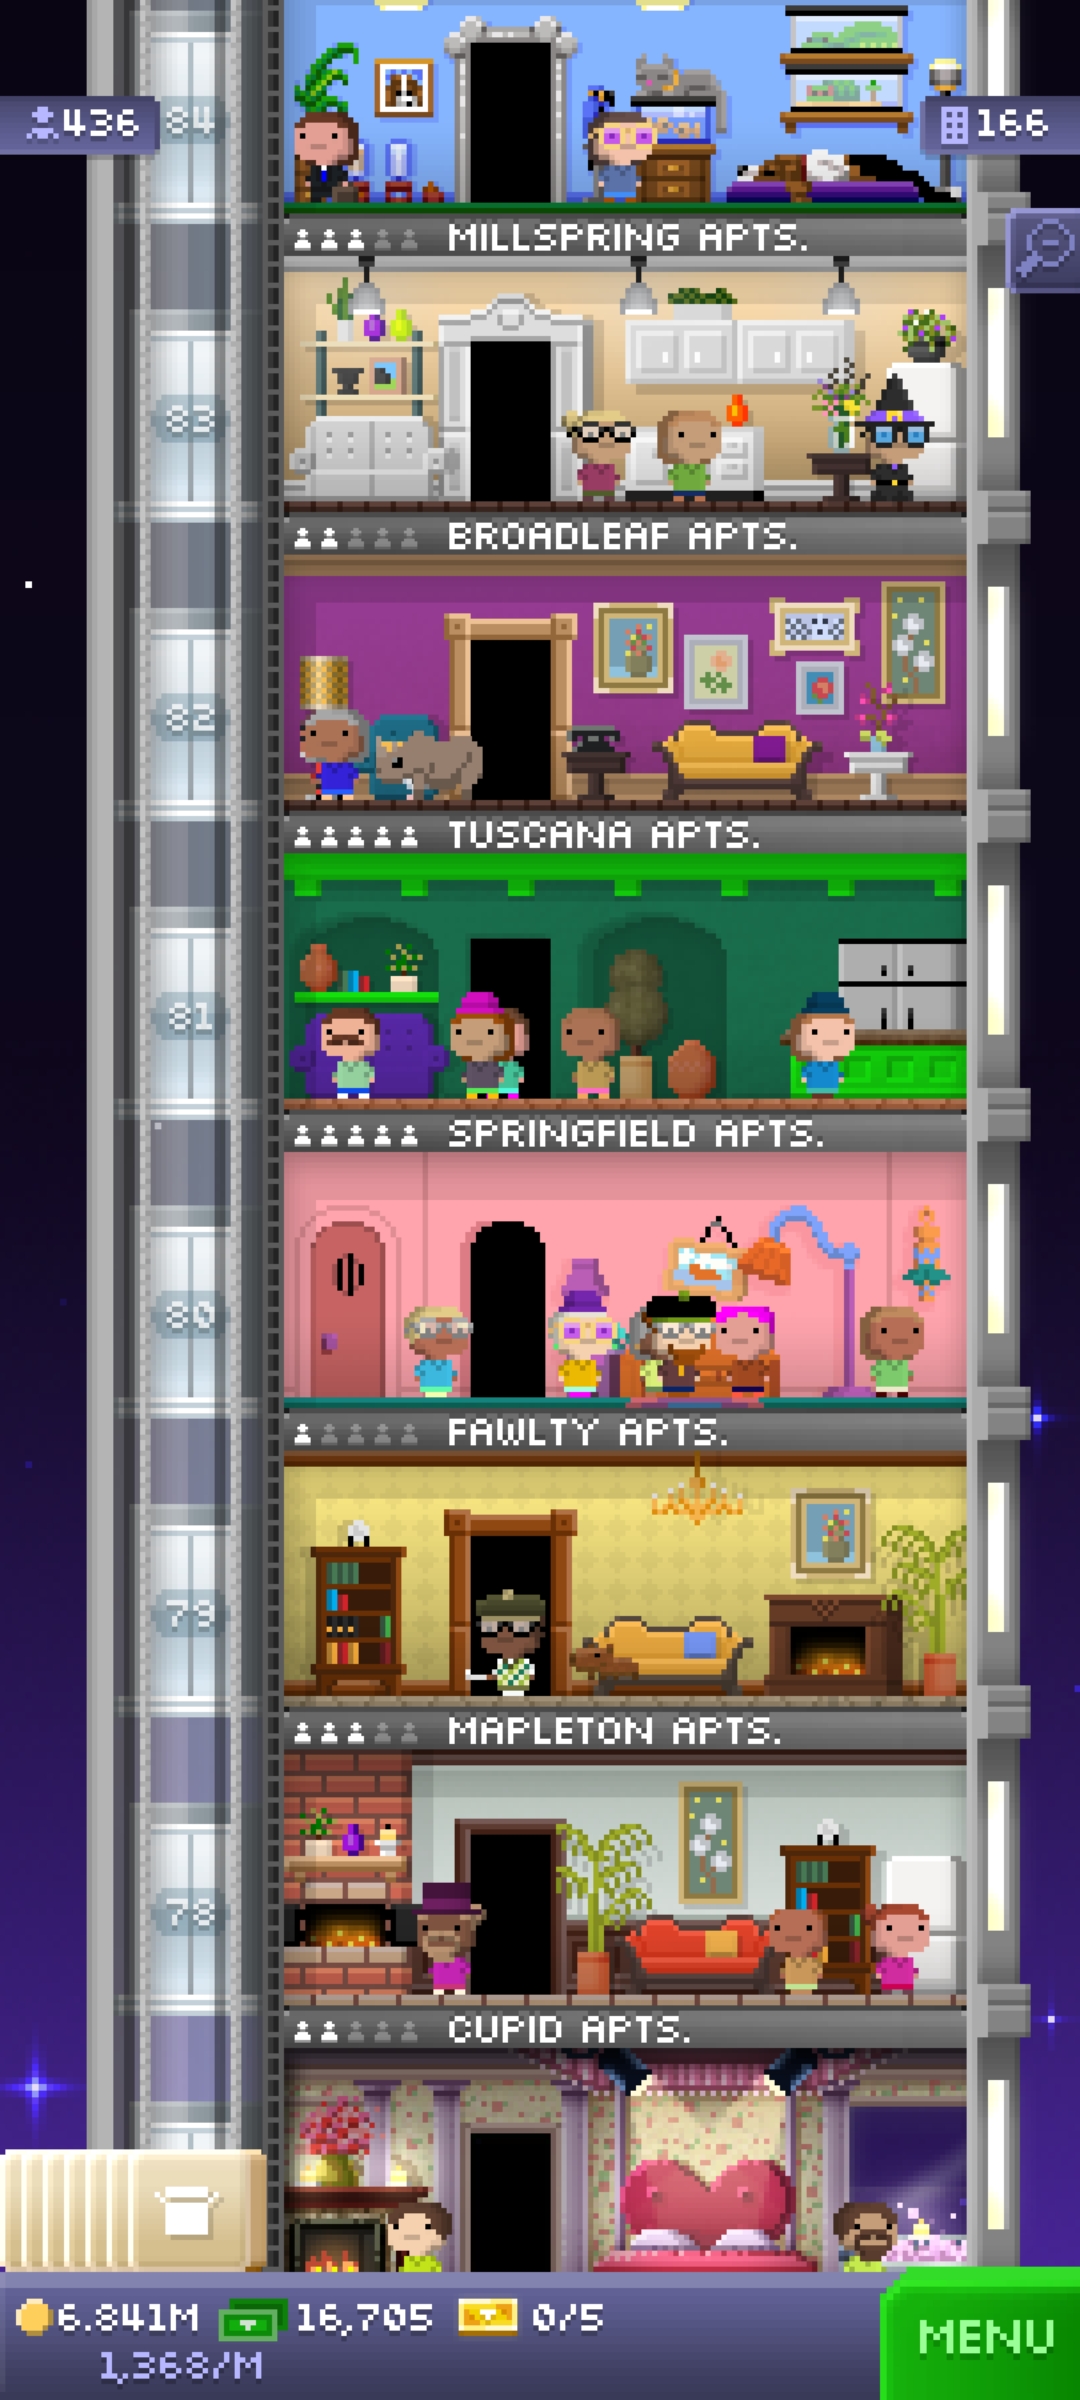 436
84
166
MILLSPRING APTS.
83
BROADLEAF APTS.
82
TUSCANA APTS.
81
SPRINGFIELD APTS.
80
FAWLTY APTS.
79
MAPLETON APTS.
78
CUPID APTS.
6.841M
16,705
0/5
MENU
1,368/M